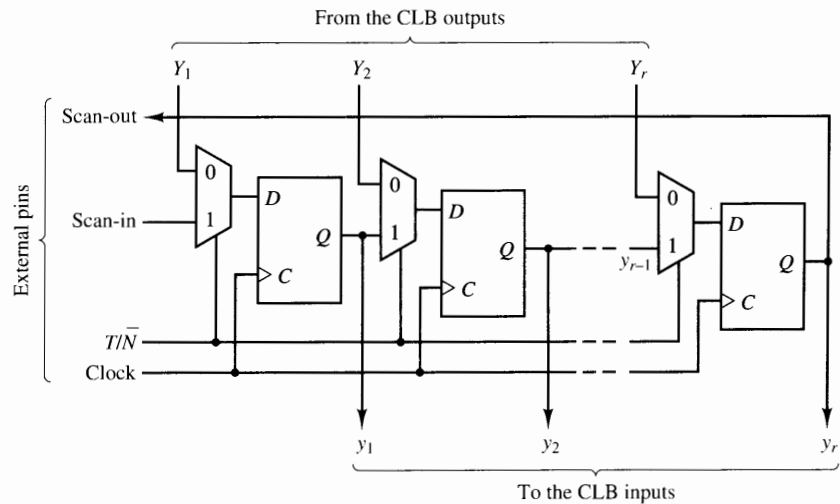 From the CLB outputs
Y₁ Y₂ Yᵣ
Scan-out
0 0 0
D D D
Scan-in 1 1 1
Q Q yᵣ₋₁ Q
C C C
External pins
T/N̅
Clock
y₁ y₂ yᵣ
To the CLB inputs